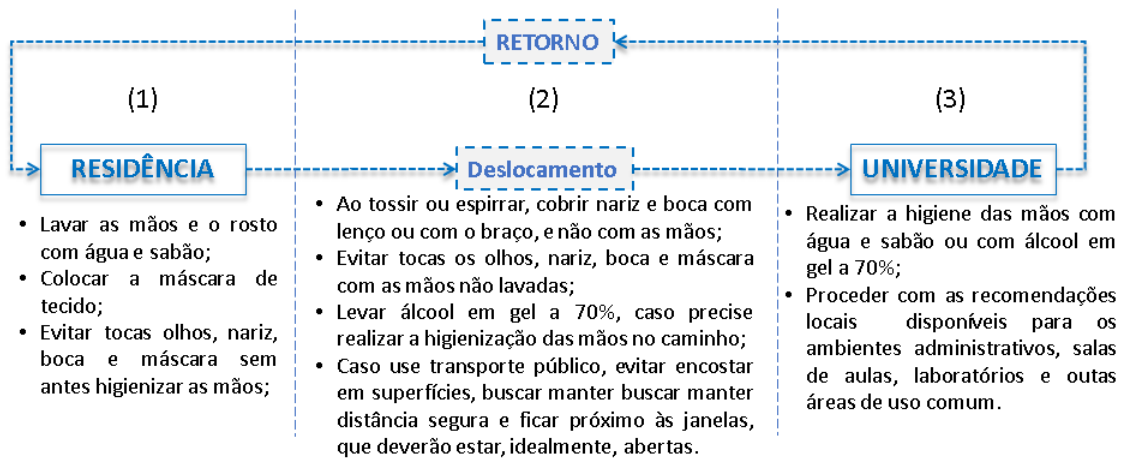 RETORNO
(1)
(2)
(3)
RESIDÊNCIA
Deslocamento
UNIVERSIDADE
• Lavar as mãos e o rosto
com água e sabão;
• Colocar a máscara de
tecido;
• Evitar tocas olhos, nariz,
boca e máscara sem
antes higienizar as mãos;
• Ao tossir ou espirrar, cobrir nariz e boca com
lenço ou com o braço, e não com as mãos;
• Evitar tocas os olhos, nariz, boca e máscara
com as mãos não lavadas;
• Levar álcool em gel a 70%, caso precise
realizar a higienização das mãos no caminho;
• Caso use transporte público, evitar encostar
em superfícies, buscar manter buscar manter
distância segura e ficar próximo às janelas,
que deverão estar, idealmente, abertas.
• Realizar a higiene das mãos com
água e sabão ou com álcool em
gel a 70%;
• Proceder com as recomendações
locais disponíveis para os
ambientes administrativos, salas
de aulas, laboratórios e outas
áreas de uso comum.